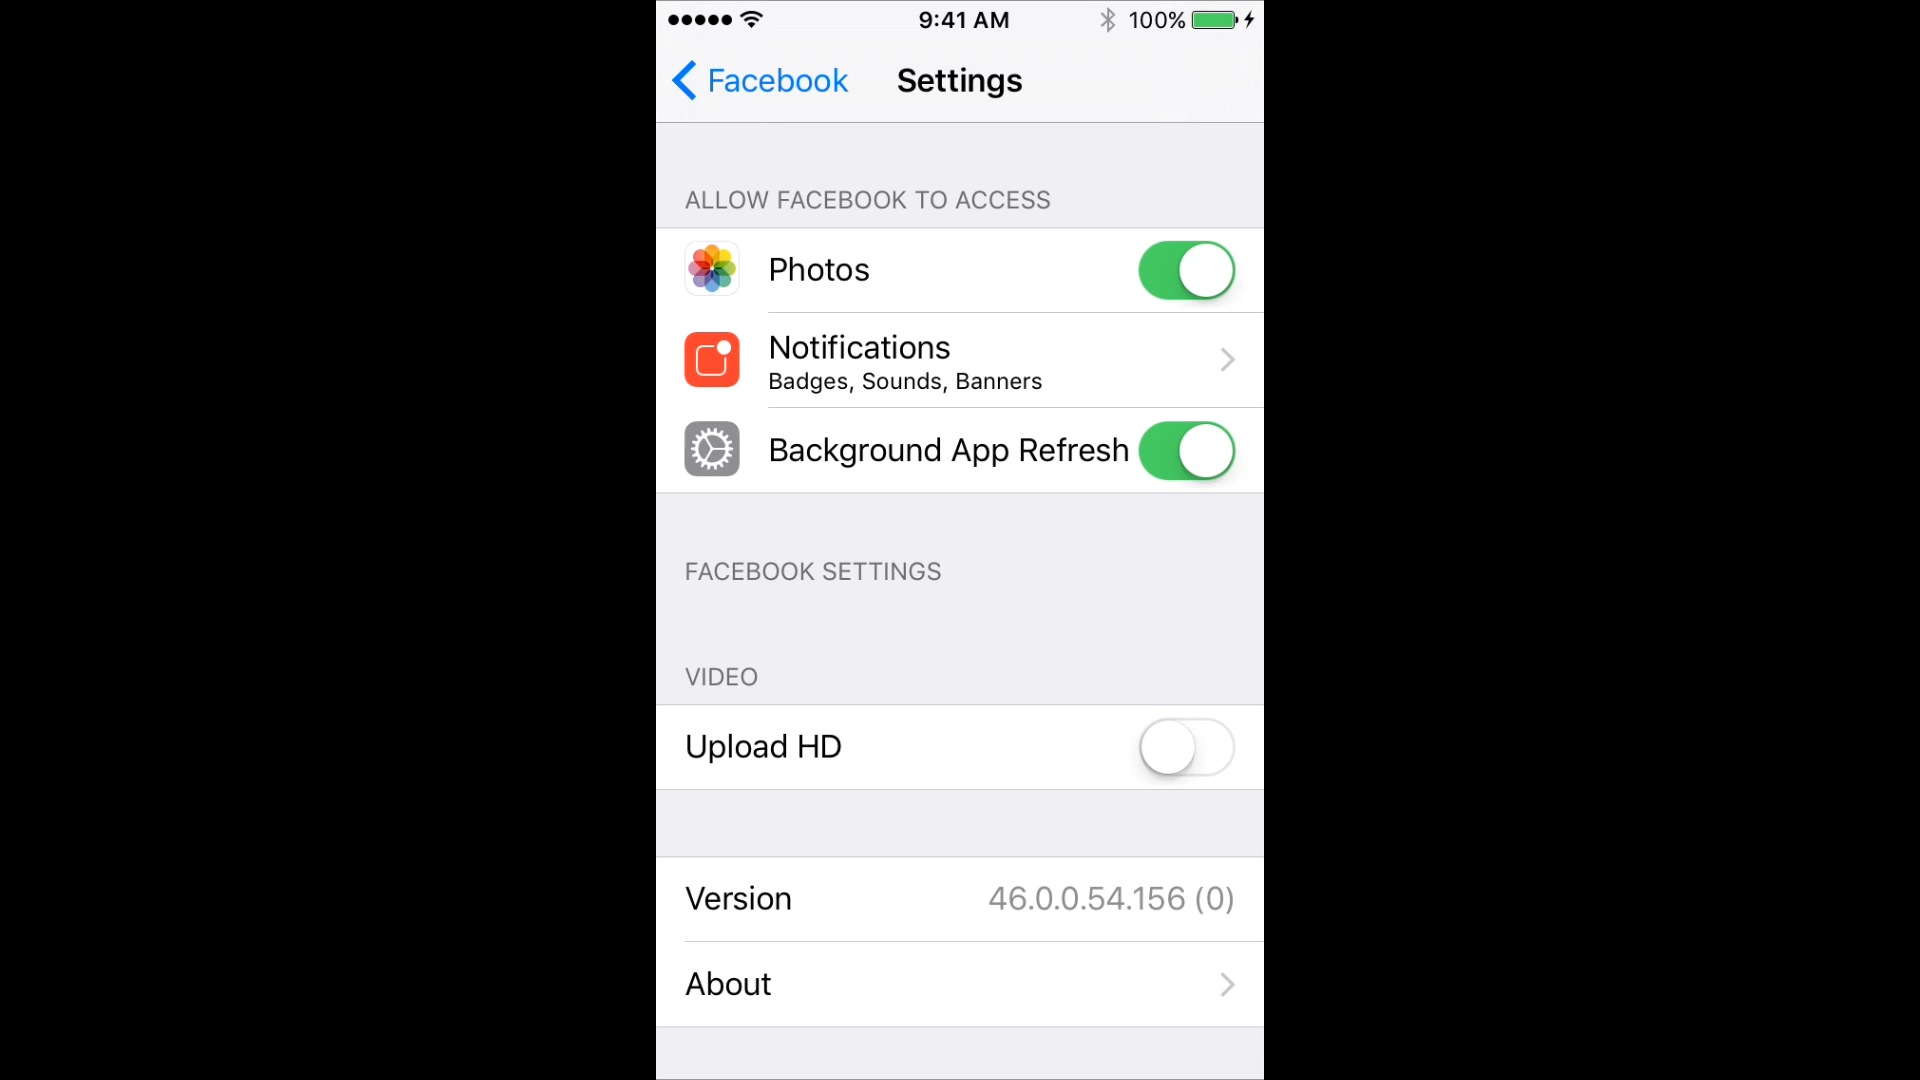 9:41 AM 100%
Facebook Settings
ALLOW FACEBOOK TO ACCESS
Photos
Notifications
Badges, Sounds, Banners
Background App Refresh
FACEBOOK SETTINGS
VIDEO
Upload HD
Version 46.0.0.54.156 (0)
About